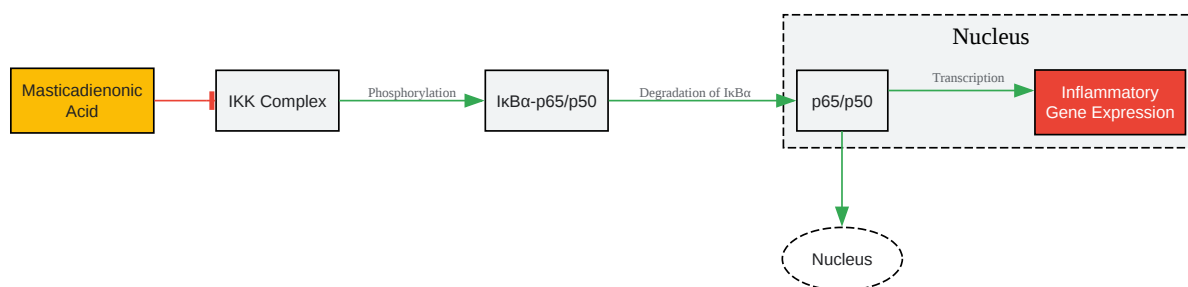 Nucleus
Masticadienonic
Acid
IKK Complex
Phosphorylation
IκBα-p65/p50
Degradation of IκBα
p65/p50
Transcription
Inflammatory
Gene Expression
Nucleus